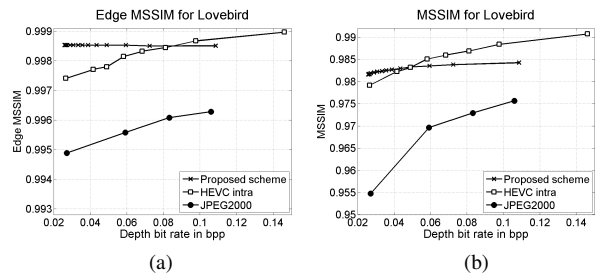 Edge MSSIM for Lovebird
0.999
0.998
0.997
0.996
0.995
0.994
0.993
Edge MSSIM
0.02 0.04 0.06 0.08 0.1 0.12 0.14
Depth bit rate in bpp
Proposed scheme
HEVC intra
JPEG2000
(a)
MSSIM for Lovebird
0.99
0.985
0.98
0.975
0.97
0.965
0.96
0.955
0.95
MSSIM
0.02 0.04 0.06 0.08 0.1 0.12 0.14
Depth bit rate in bpp
Proposed scheme
HEVC intra
JPEG2000
(b)